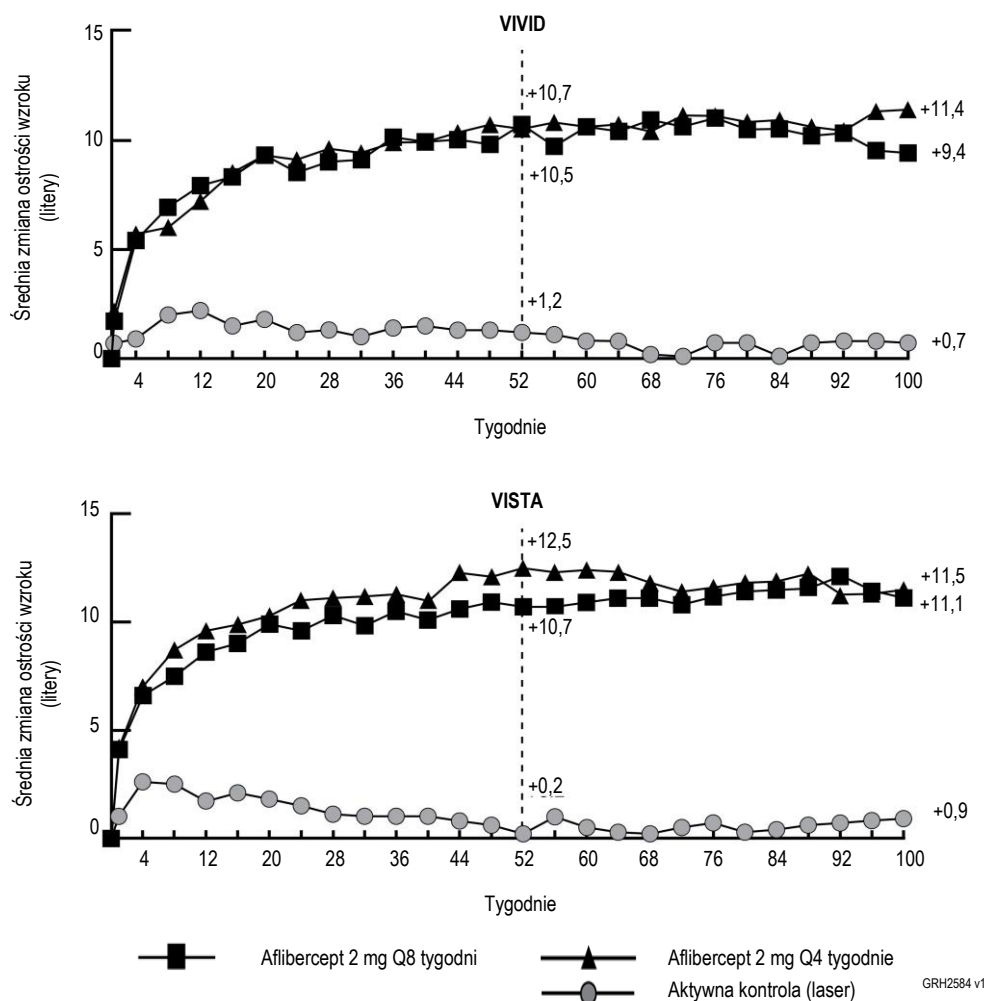 VIVID
Średnia zmiana ostrości wzroku
(litery)
15
10
5
0
+10,7
+10,5
+1,2
+11,4
+9,4
+0,7
4 12 20 28 36 44 52 60 68 76 84 92 100
Tygodnie
VISTA
Średnia zmiana ostrości wzroku
(litery)
15
10
5
0
+12,5
+10,7
+0,2
+11,5
+11,1
+0,9
4 12 20 28 36 44 52 60 68 76 84 92 100
Tygodnie
Aflibercept 2 mg Q8 tygodni
Aflibercept 2 mg Q4 tygodnie
Aktywna kontrola (laser)
GRH2584 v1